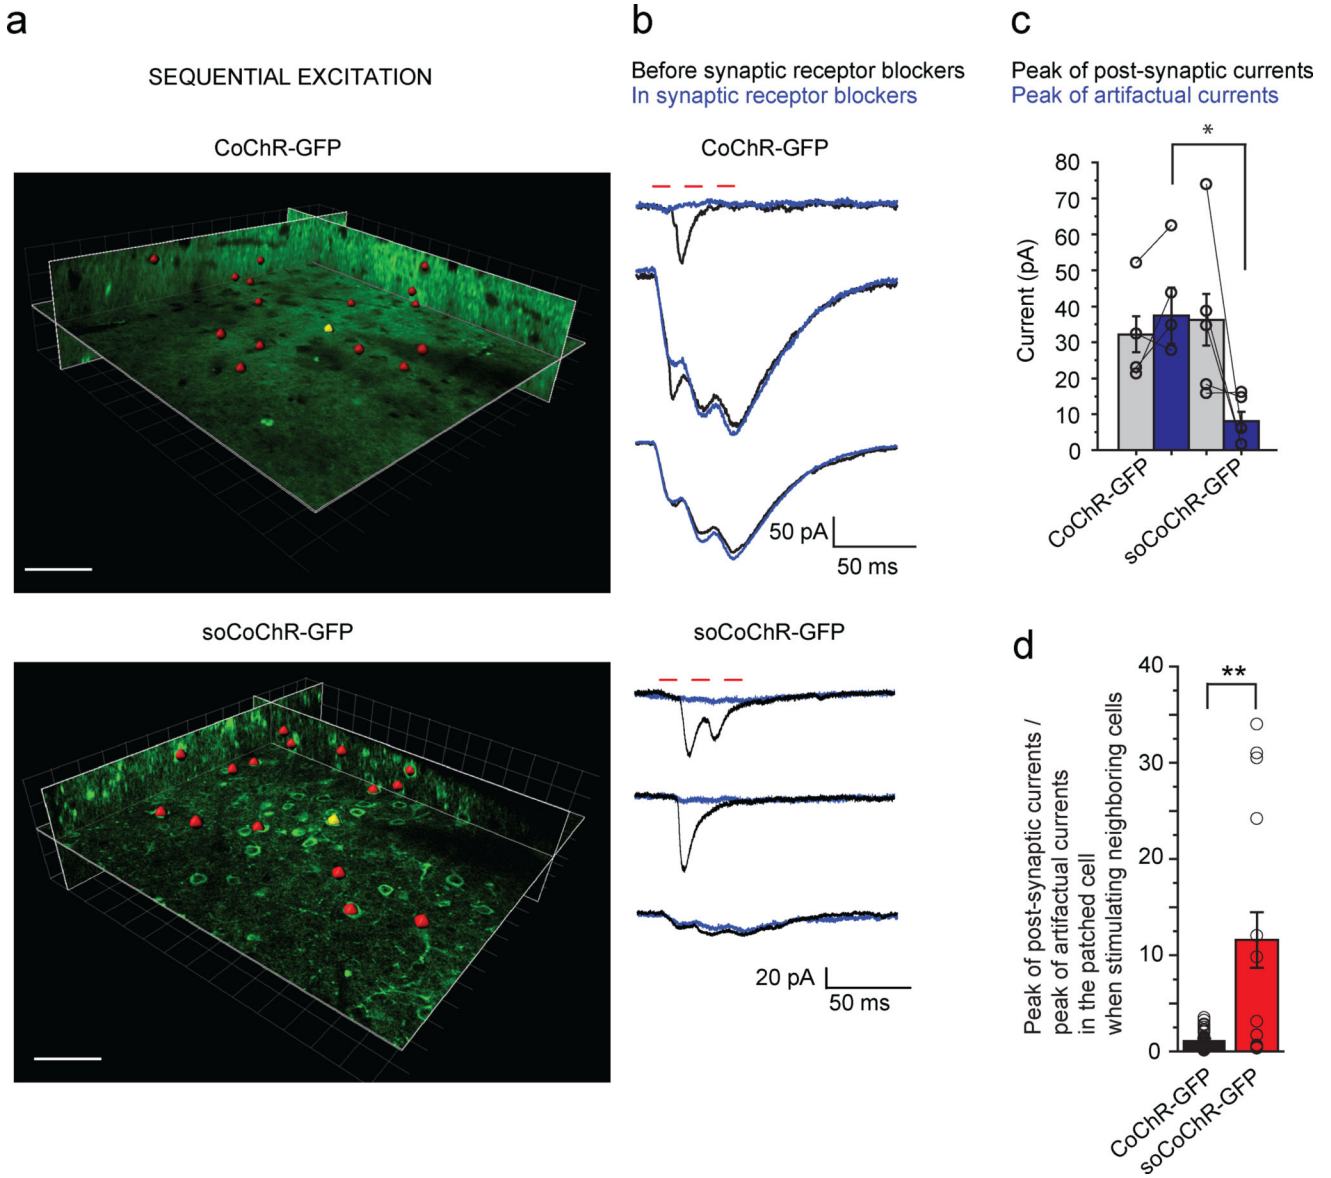 a
SEQUENTIAL EXCITATION
CoChR-GFP
soCoChR-GFP
b
Before synaptic receptor blockers
In synaptic receptor blockers
CoChR-GFP
50 pA
50 ms
soCoChR-GFP
20 pA
50 ms
c
Peak of post-synaptic currents
Peak of artifactual currents
*
Current (pA)
80
70
60
50
40
30
20
10
0
CoChR-GFP
soCoChR-GFP
d
Peak of post-synaptic currents /
peak of artifactual currents
in the patched cell
when stimulating neighboring cells
**
40
30
20
10
0
CoChR-GFP
soCoChR-GFP